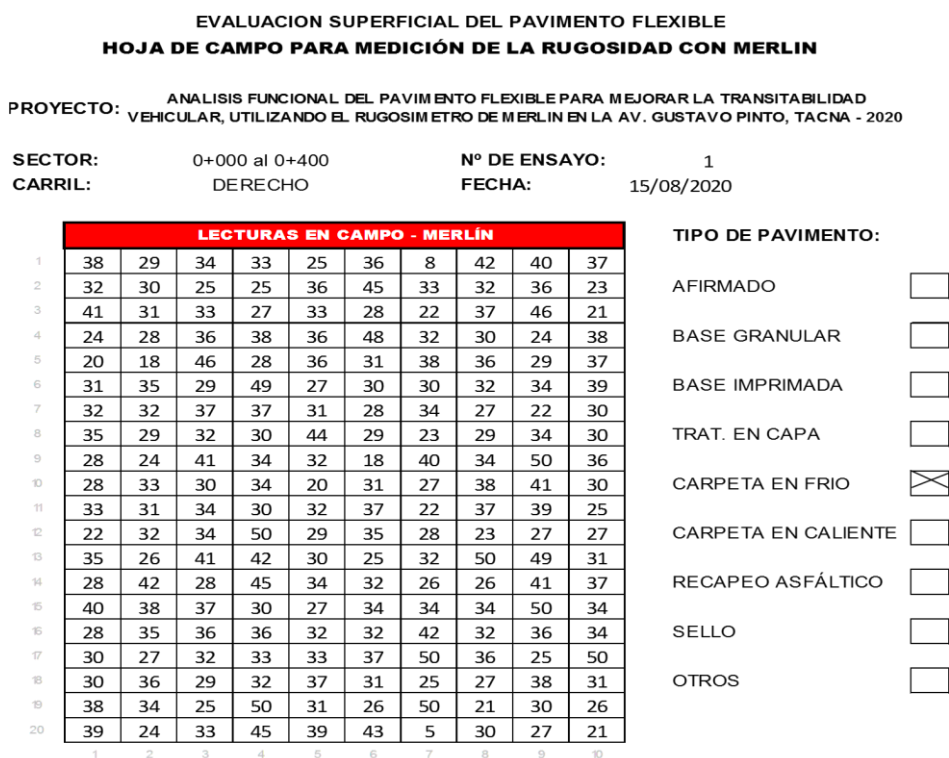 EVALUACION SUPERFICIAL DEL PAVIMENTO FLEXIBLE
HOJA DE CAMPO PARA MEDICIÓN DE LA RUGOSIDAD CON MERLIN
PROYECTO: ANALISIS FUNCIONAL DEL PAVIMENTO FLEXIBLE PARA MEJORAR LA TRANSITABILIDAD
VEHICULAR, UTILIZANDO EL RUGOSIMETRO DE MERLIN EN LA AV. GUSTAVO PINTO, TACNA - 2020
SECTOR: 0+000 al 0+400 Nº DE ENSAYO: 1
CARRIL: DERECHO FECHA: 15/08/2020
LECTURAS EN CAMPO - MERLÍN
1 38 29 34 33 25 36 8 42 40 37
2 32 30 25 25 36 45 33 32 36 23
3 41 31 33 27 33 28 22 37 46 21
4 24 28 36 38 36 48 32 30 24 38
5 20 18 46 28 36 31 38 36 29 37
6 31 35 29 49 27 30 30 32 34 39
7 32 32 37 37 31 28 34 27 22 30
8 35 29 32 30 44 29 23 29 34 30
9 28 24 41 34 32 18 40 34 50 36
10 28 33 30 34 20 31 27 38 41 30
11 33 31 34 30 32 37 22 37 39 25
12 22 32 34 50 29 35 28 23 27 27
13 35 26 41 42 30 25 32 50 49 31
14 28 42 28 45 34 32 26 26 41 37
15 40 38 37 30 27 34 34 34 50 34
16 28 35 36 36 32 32 42 32 36 34
17 30 27 32 33 33 37 50 36 25 50
18 30 36 29 32 37 31 25 27 38 31
19 38 34 25 50 31 26 50 21 30 26
20 39 24 33 45 39 43 5 30 27 21
1 2 3 4 5 6 7 8 9 10
TIPO DE PAVIMENTO:
AFIRMADO
BASE GRANULAR
BASE IMPRIMADA
TRAT. EN CAPA
CARPETA EN FRIO
CARPETA EN CALIENTE
RECAPEO ASFÁLTICO
SELLO
OTROS